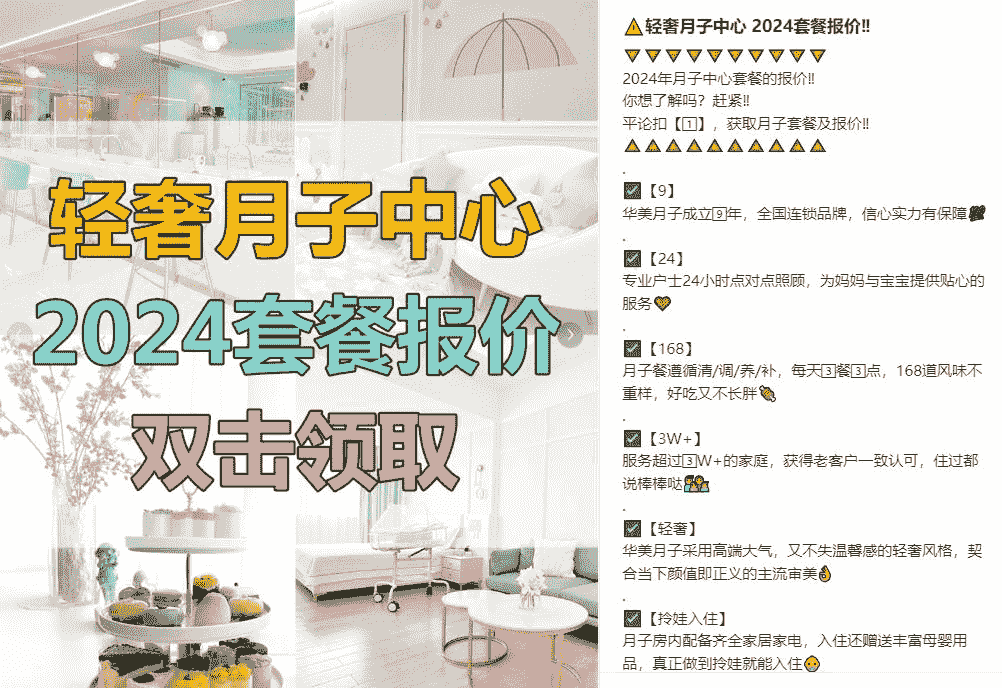 轻奢月子中心
2024套餐报价
双击领取
⚠️轻奢月子中心 2024套餐报价‼️
🔽🔽🔽🔽🔽🔽🔽🔽🔽🔽
2024年月子中心套餐的报价‼️
你想了解吗？赶紧‼️
平论扣【1️⃣】，获取月子套餐及报价‼️
🔼🔼🔼🔼🔼🔼🔼🔼🔼🔼
.
✅【9】
华美月子成立9️⃣年，全国连锁品牌，信心实力有保障
.
✅【24】
专业户士24小时点对点照顾，为妈妈与宝宝提供贴心的
服务
.
✅【168】
月子餐遵循清/调/养/补，每天3️⃣餐3️⃣点，168道风味不
重样，好吃又不长胖
.
✅【3W+】
服务超过3️⃣W+的家庭，获得老客户一致认可，住过都
说棒棒哒
.
✅【轻奢】
华美月子采用高端大气，又不失温馨感的轻奢风格，契
合当下颜值即正义的主流审美👌
.
✅【拎娃入住】
月子房内配备齐全家居家电，入住还赠送丰富母婴用
品，真正做到拎娃就能入住